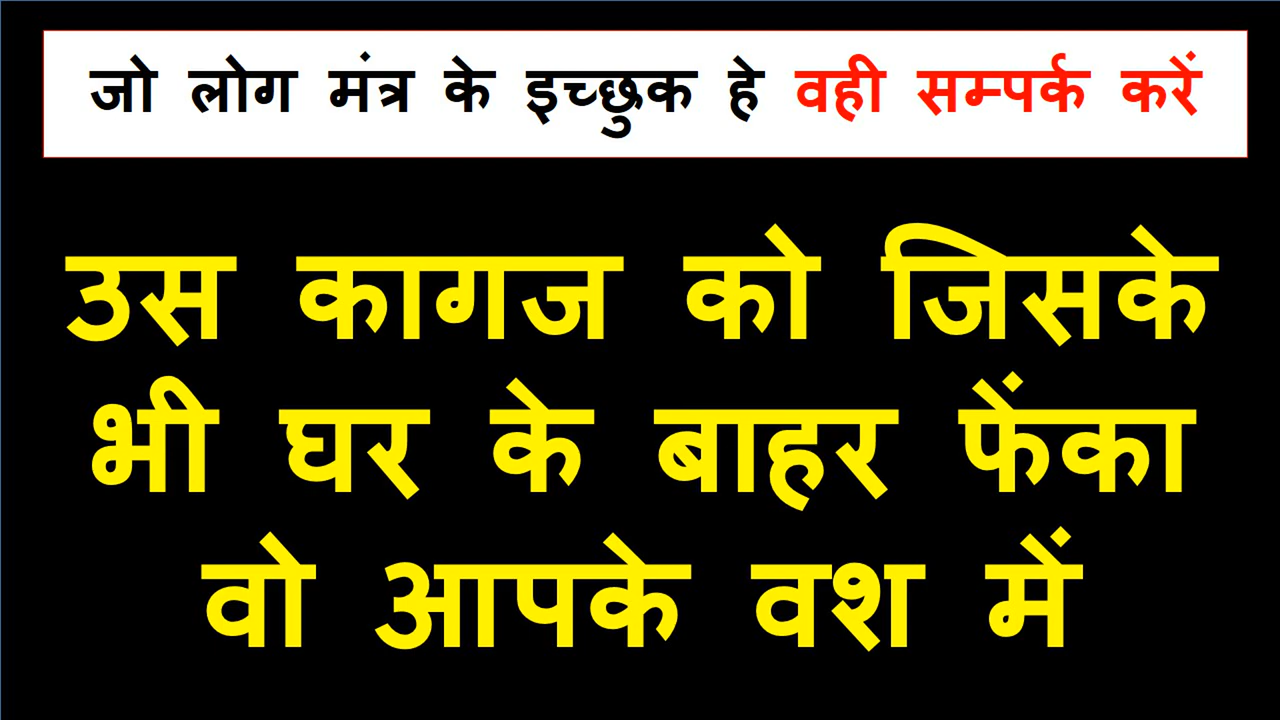 जो लोग मंत्र के इच्छुक हे वही सम्पर्क करें
उस कागज को जिसके
भी घर के बाहर फेंका
वो आपके वश में